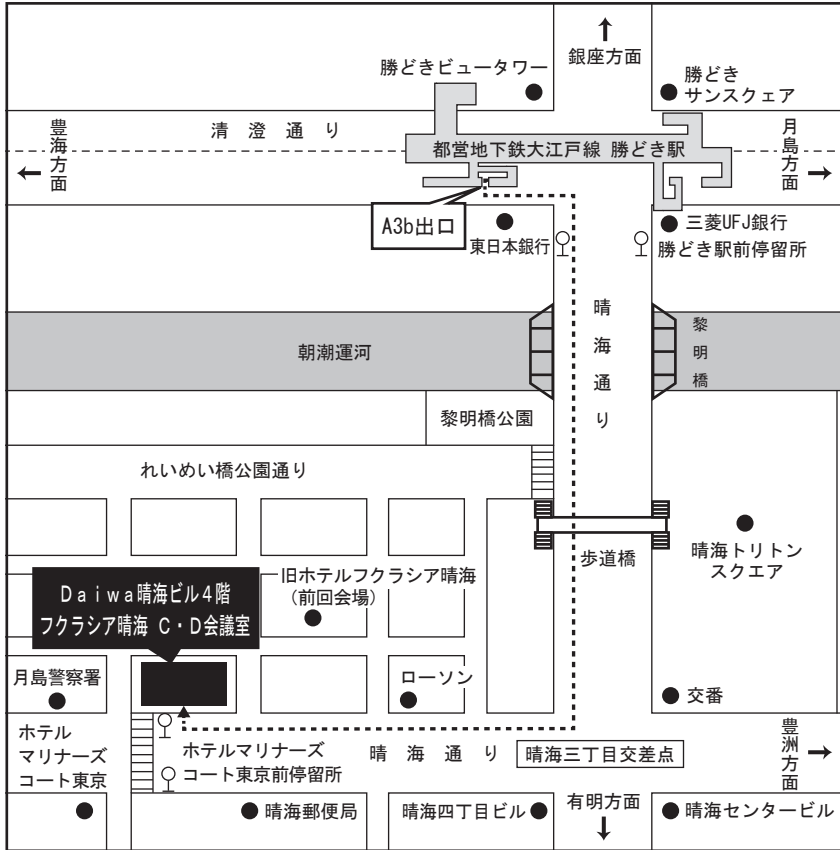 銀座方面
勝どきビュータワー
勝どき
サンスクェア
豊海方面
清澄通り
月島方面
都営地下鉄大江戸線 勝どき駅
A3b出口
東日本銀行
三菱UFJ銀行
勝どき駅前停留所
晴海通り
黎明橋
朝潮運河
黎明橋公園
れいめい橋公園通り
歩道橋
晴海トリトン
スクエア
旧ホテルフクラシア晴海
(前回会場)
Daiwa晴海ビル4階
フクラシア晴海 C・D会議室
月島警察署
ローソン
交番
ホテル
マリナーズ
コート東京
ホテルマリナーズ
コート東京前停留所
晴海通り
晴海三丁目交差点
豊洲方面
晴海郵便局
晴海四丁目ビル
有明方面
晴海センタービル